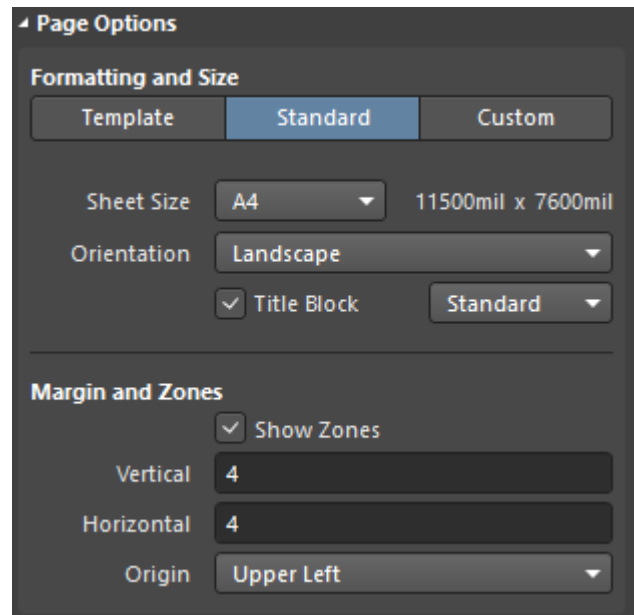 Page Options
Formatting and Size
Template Standard Custom
Sheet Size A4 11500mil x 7600mil
Orientation Landscape
Title Block Standard
Margin and Zones
Show Zones
Vertical 4
Horizontal 4
Origin Upper Left